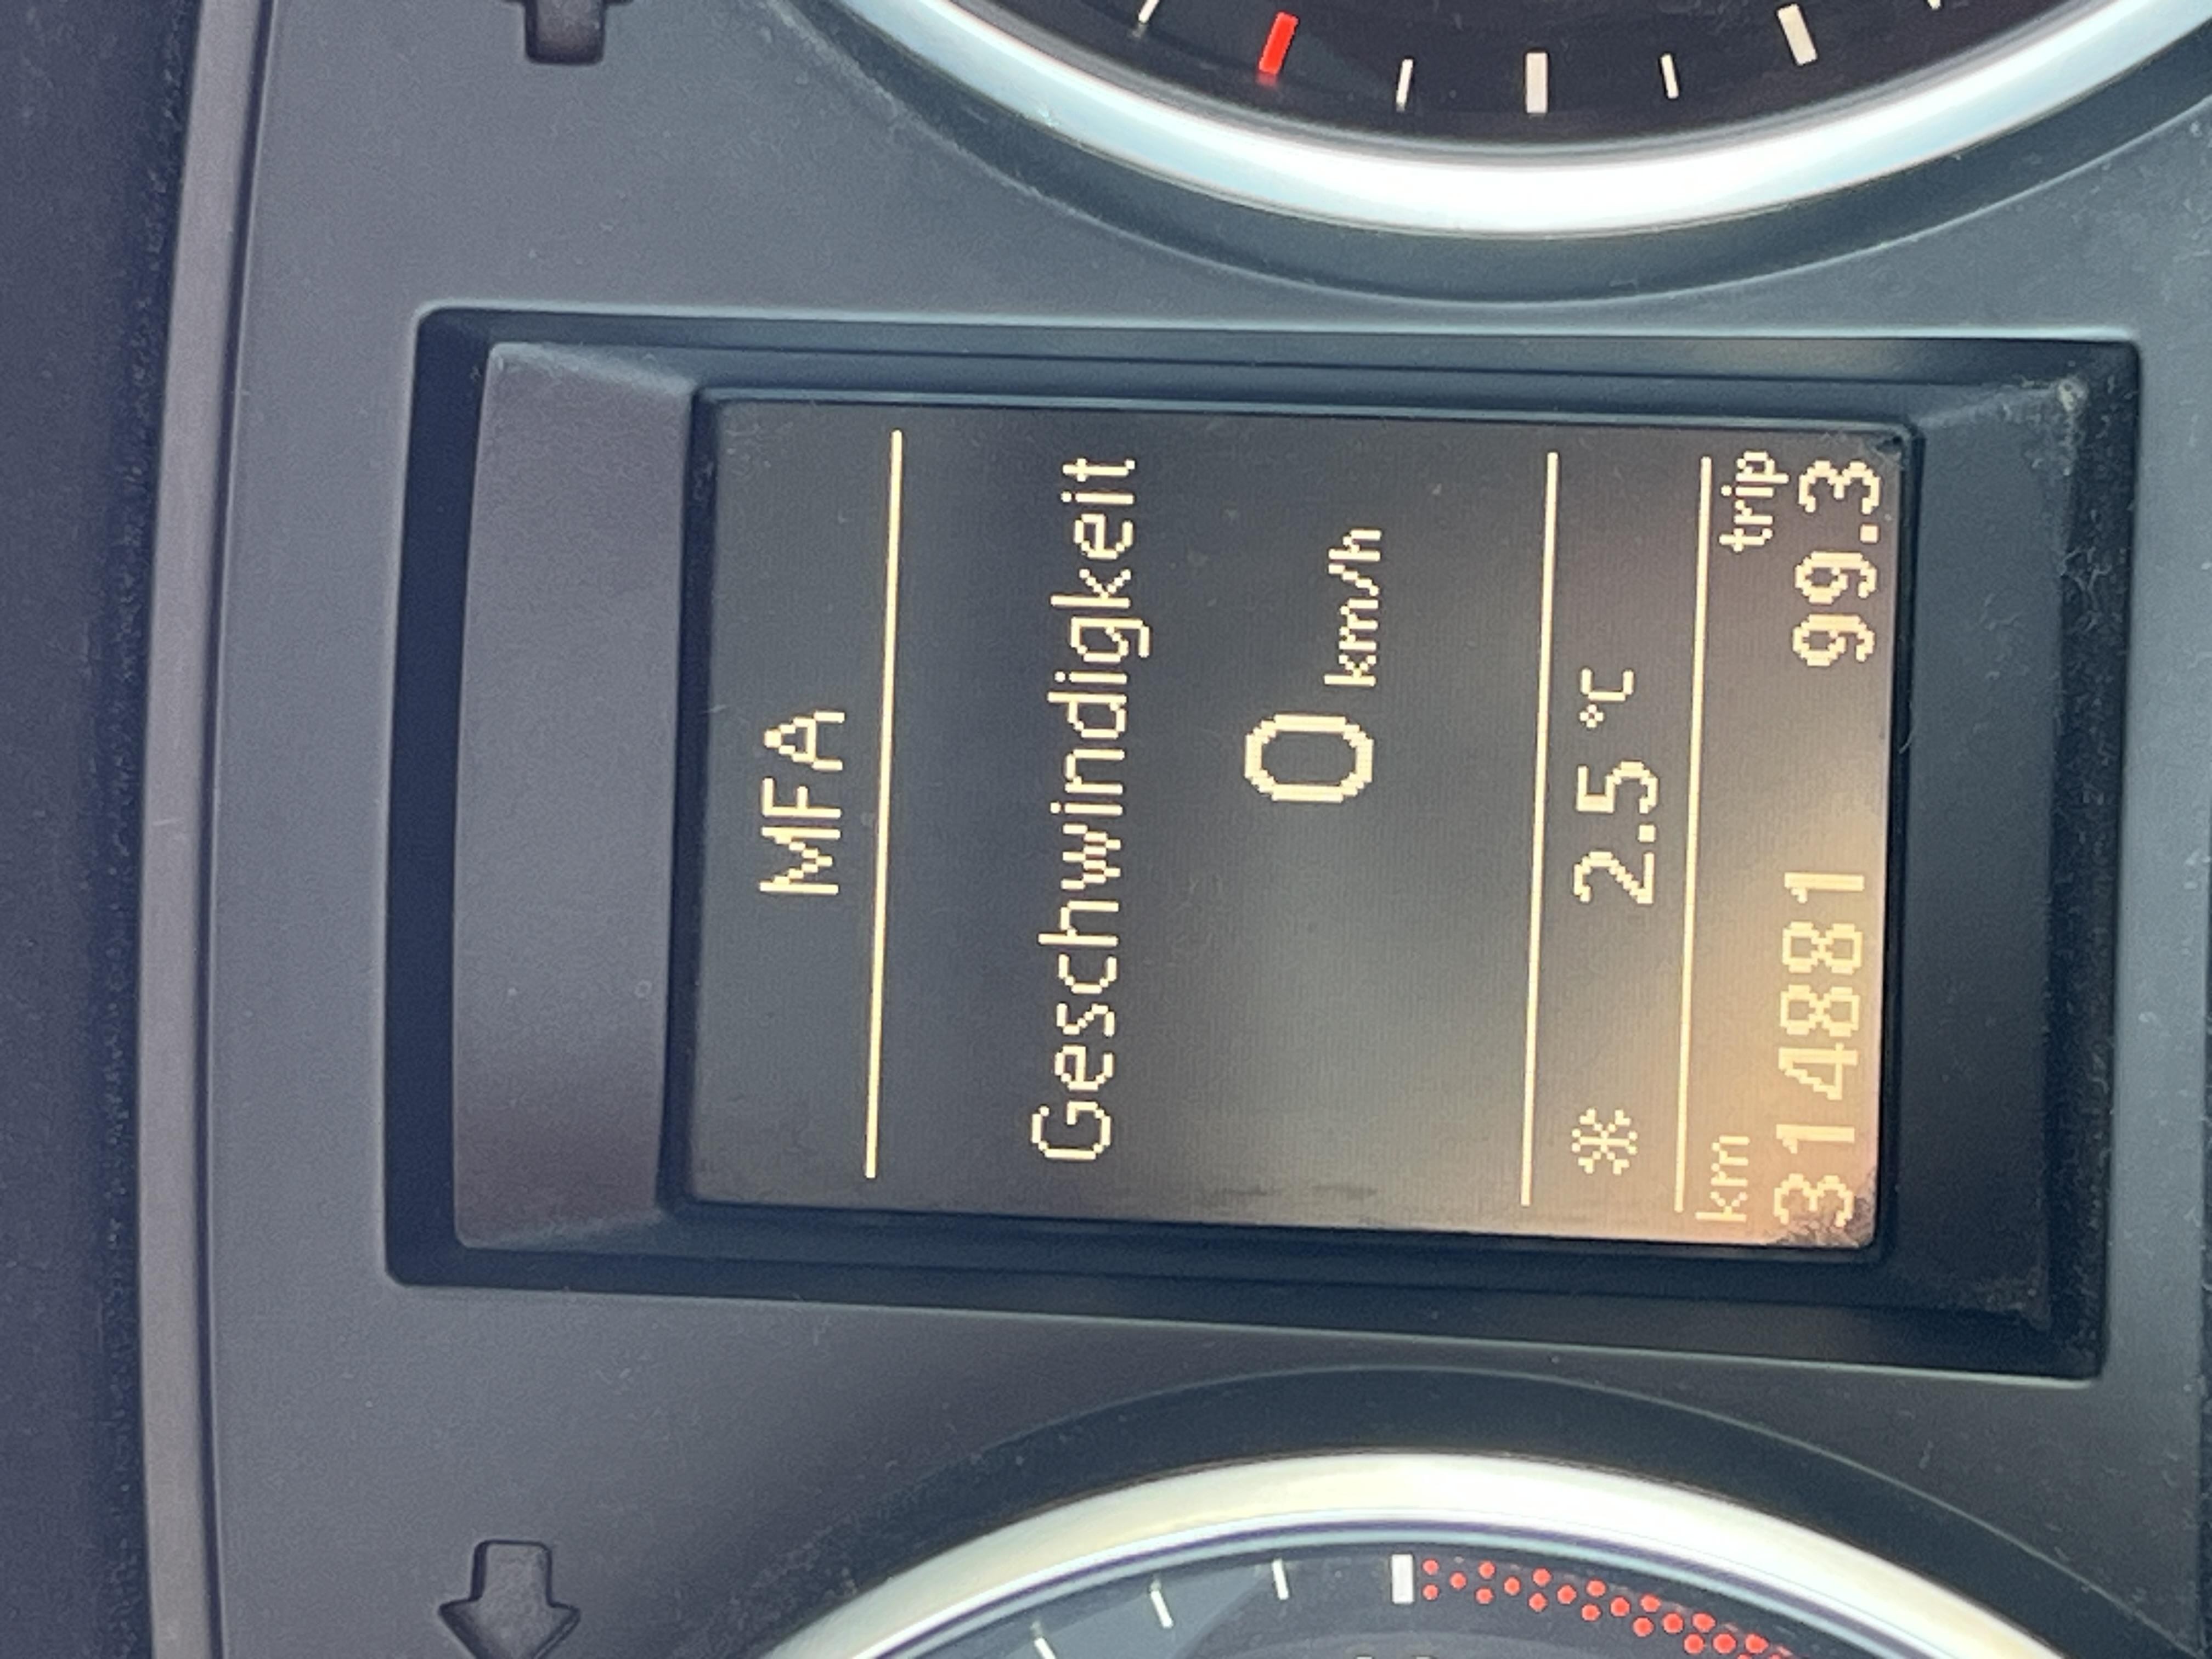 MFA
Geschwindigkeit
0 km/h
2.5 °C
km trip
314881 99.3